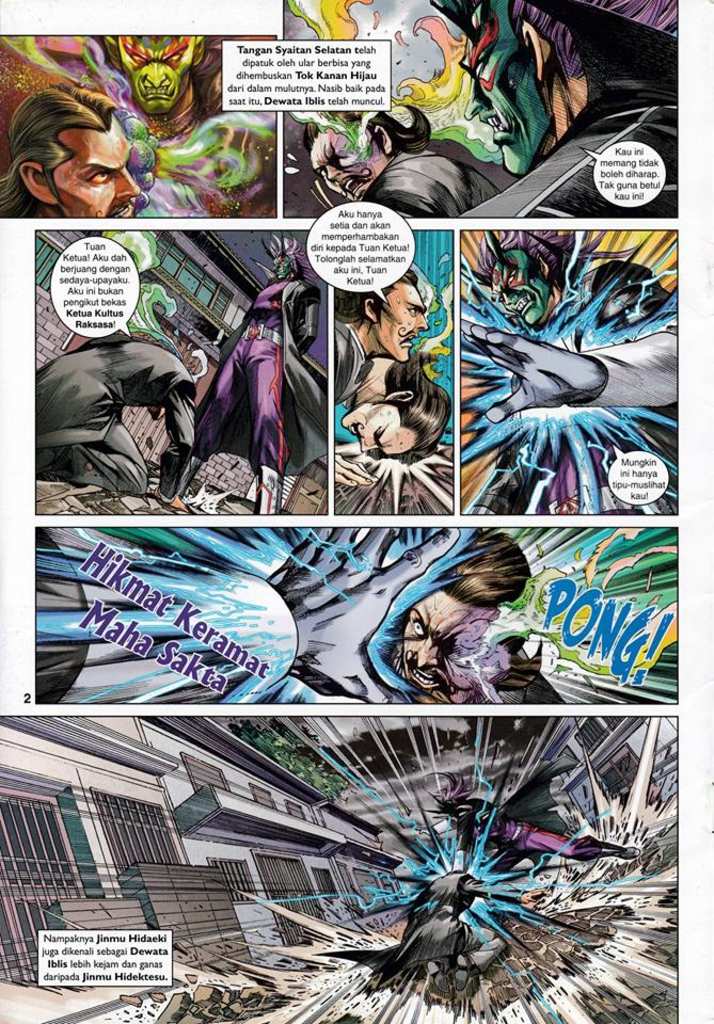 Tangan Syaitan Selatan telah
dipatuk oleh ular berbisa yang
dihembuskan Tok Kanan Hijau
dari dalam mulutnya. Nasib baik pada
saat itu, Dewata Iblis telah muncul.
Kau ini
memang tidak
boleh diharap.
Tak guna betul
kau ini!
Tuan
Ketua! Aku dah
berjuang dengan
sedaya-upayaku.
Aku ini bukan
pengikut bekas
Ketua Kultus
Raksasa!
Aku hanya
setia dan akan
memperhambakan
diri kepada Tuan Ketua!
Tolonglah selamatkan
aku ini, Tuan
Ketua!
Mungkin
ini hanya
tipu-muslihat
kau!
Hikmat Keramat
Maha Sakta
PONG!
2
Nampaknya Jinmu Hidaeki
juga dikenali sebagai Dewata
Iblis lebih kejam dan ganas
daripada Jinmu Hidektesu.